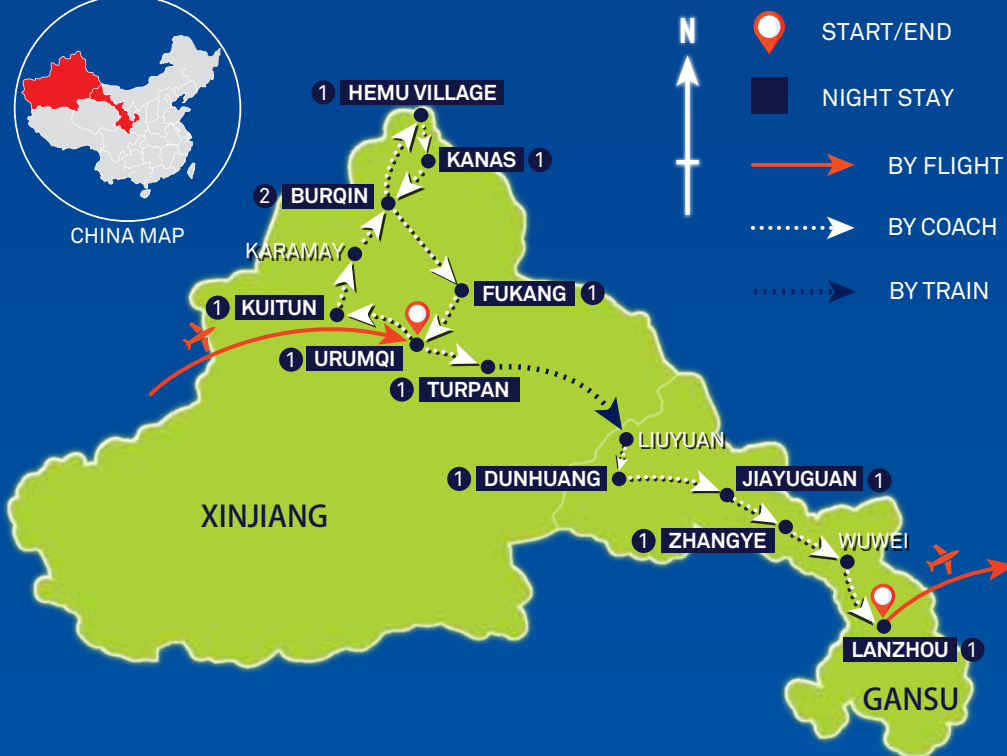 N
START/END
NIGHT STAY
BY FLIGHT
BY COACH
BY TRAIN
CHINA MAP
1 HEMU VILLAGE
KANAS 1
2 BURQIN
KARAMAY
FUKANG 1
1 KUITUN
1 URUMQI
1 TURPAN
LIUYUAN
1 DUNHUANG
JIAYUGUAN 1
XINJIANG
1 ZHANGYE
WUWEI
LANZHOU 1
GANSU